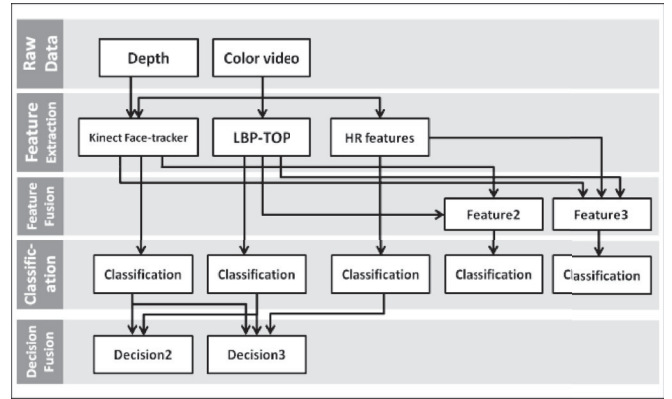 Raw
Data
Depth
Color video
Feature
Extraction
Kinect Face-tracker
LBP-TOP
HR features
Feature
Fusion
Feature2
Feature3
Classific-
ation
Classification
Classification
Classification
Classification
Classification
Decision
Fusion
Decision2
Decision3